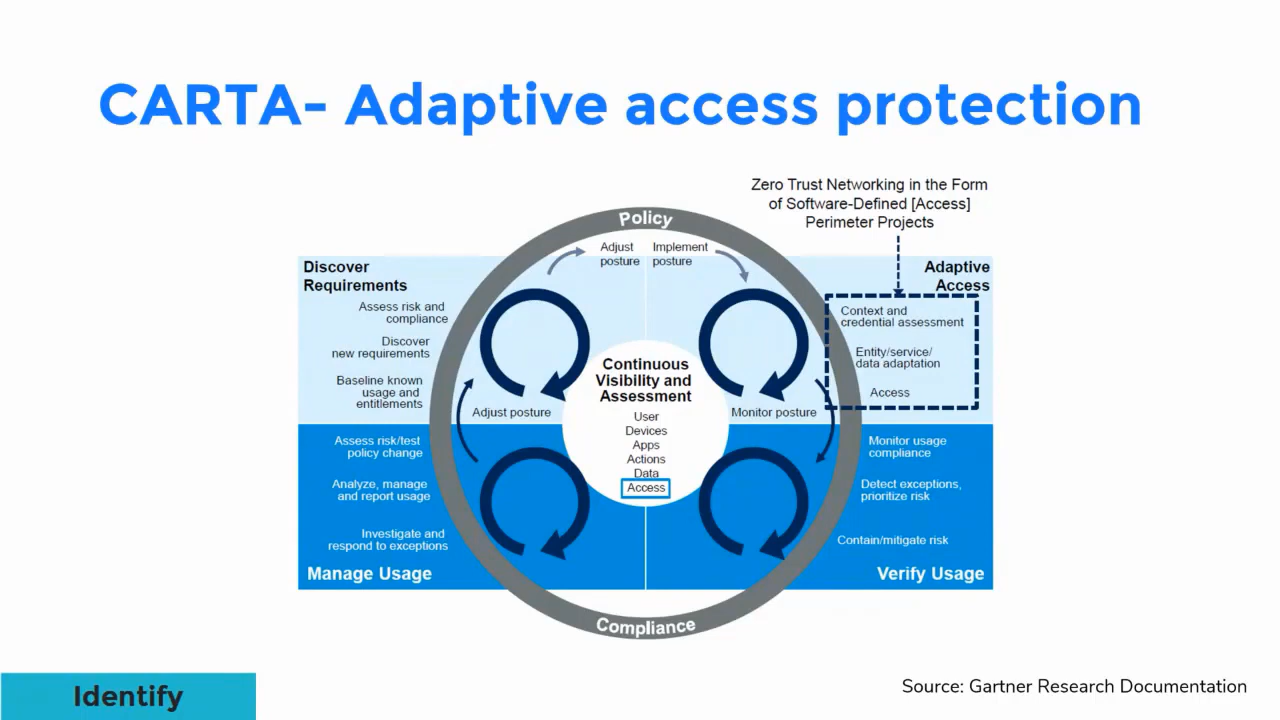 CARTA- Adaptive access protection
Zero Trust Networking in the Form
of Software-Defined [Access]
Perimeter Projects
Policy
Adjust
posture
Implement
posture
Discover
Requirements
Assess risk and
compliance
Discover
new requirements
Baseline known
usage and
entitlements
Adjust posture
Adaptive
Access
Context and
credential assessment
Entity/service/
data adaptation
Access
Monitor posture
Continuous
Visibility and
Assessment
User
Devices
Apps
Actions
Data
Access
Assess risk/test
policy change
Analyze, manage
and report usage
Investigate and
respond to exceptions
Manage Usage
Monitor usage
compliance
Detect exceptions,
prioritize risk
Contain/mitigate risk
Verify Usage
Compliance
Identify
Source: Gartner Research Documentation